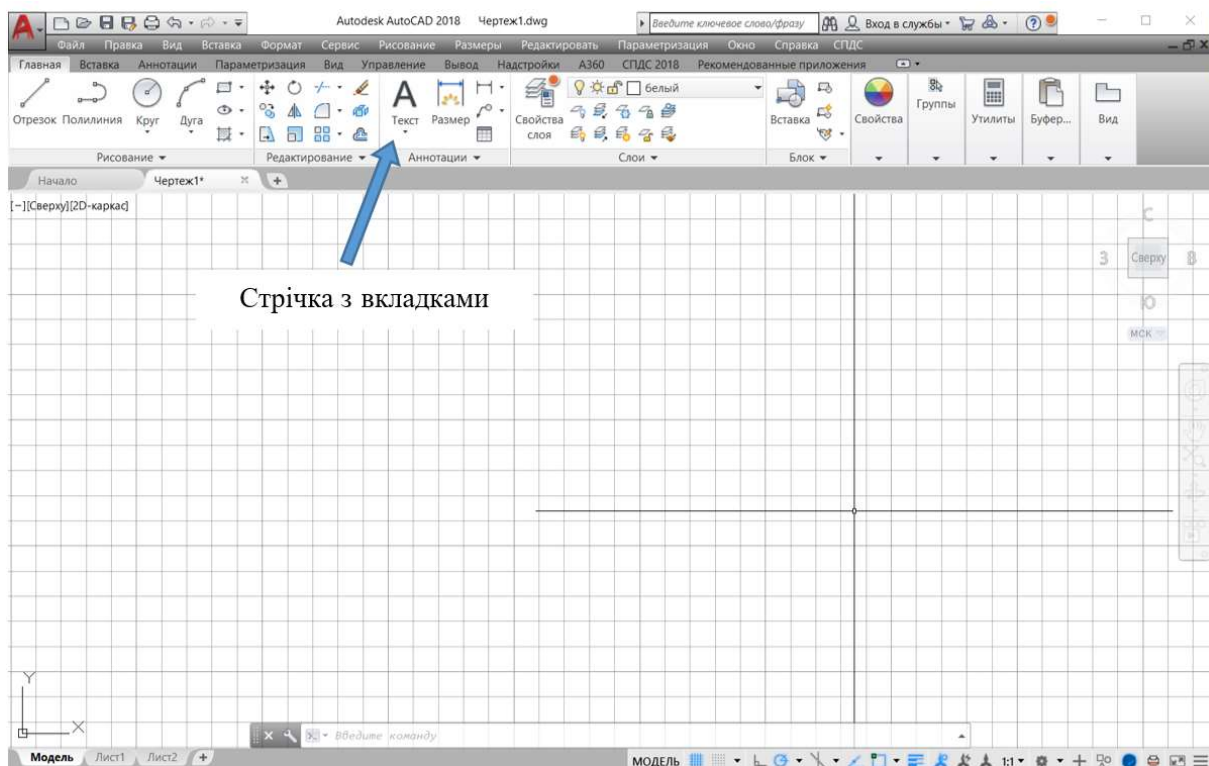 Autodesk AutoCAD 2018 Чертеж1.dwg Введите ключевое слово/фразу Вход в службы
Файл Правка Вид Вставка Формат Сервис Рисование Размеры Редактировать Параметризация Окно Справка СПДС
Главная Вставка Аннотации Параметризация Вид Управление Вывод Надстройки A360 СПДС 2018 Рекомендованные приложения
белый
Отрезок Полилиния Круг Дуга Текст Размер Свойства слоя Вставка Свойства Группы Утилиты Буфер... Вид
Рисование Редактирование Аннотации Слои Блок
Начало Чертеж1*
[−][Сверху][2D-каркас]
С
З Сверху В
Ю
МСК
Стрічка з вкладками
Y
X
Введите команду
Модель Лист1 Лист2 +
МОДЕЛЬ 1:1